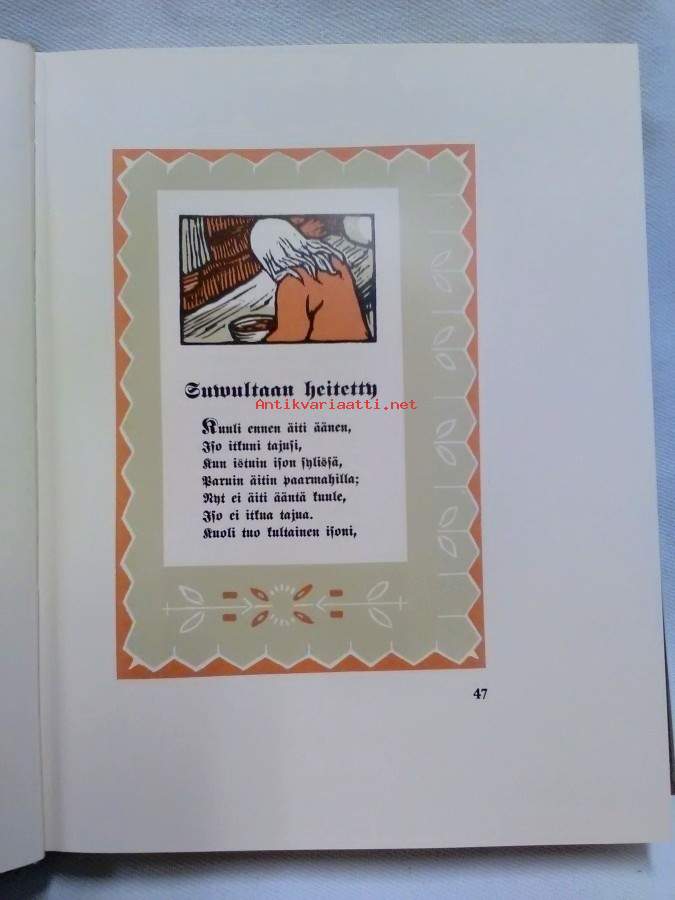 Suwultaan heitetty
Antikvariaatti.net
Kuuli ennen äiti äänen,
Iso itkuni tajusi,
Kun istuin ison sylissä,
Paruin äitin paarmahilla;
Nyt ei äiti ääntä kuule,
Iso ei itkua tajua.
Kuoli tuo kultainen isoni,
47